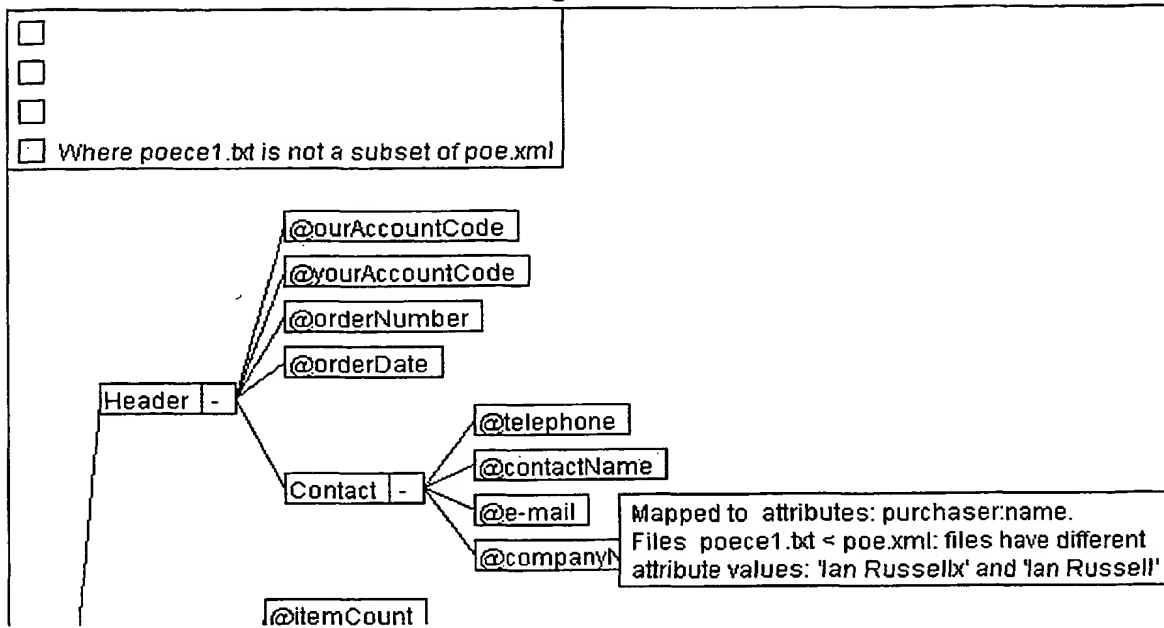 Where poece1.txt is not a subset of poe.xml
@ourAccountCode
@yourAccountCode
@orderNumber
@orderDate
Header -
@telephone
@contactName
Contact -
@e-mail
@companyN
Mapped to attributes: purchaser:name.
Files poece1.txt < poe.xml: files have different
attribute values: 'Ian Russellx' and 'Ian Russell'
@itemCount